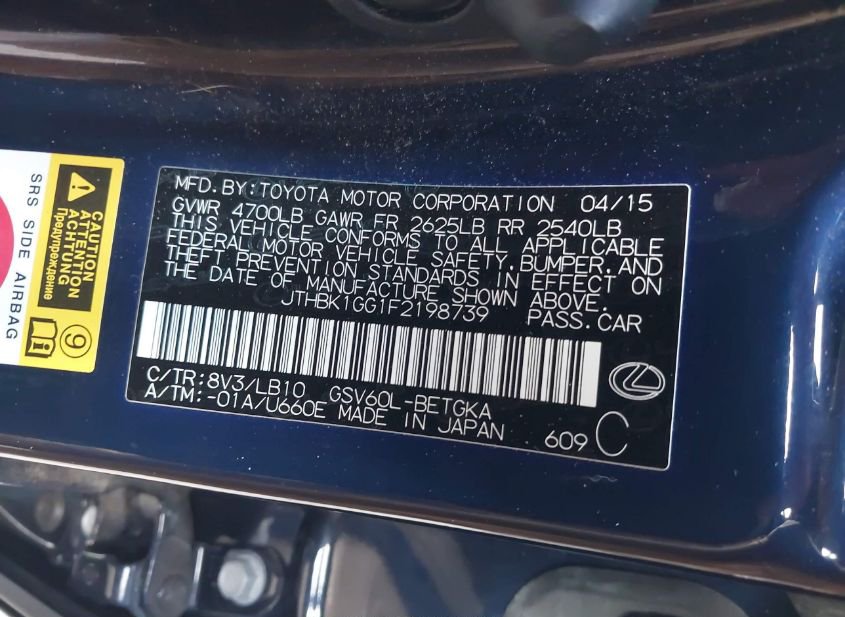 SRS SIDE AIRBAG
CAUTION
ATTENTION
ACHTUNG
Предупреждение
9
MFD. BY: TOYOTA MOTOR CORPORATION 04/15
GVWR 4700LB GAWR FR 2625LB RR 2540LB
THIS VEHICLE CONFORMS TO ALL APPLICABLE
FEDERAL MOTOR VEHICLE SAFETY, BUMPER, AND
THEFT PREVENTION STANDARDS IN EFFECT ON
THE DATE OF MANUFACTURE SHOWN ABOVE.
JTHBK1GG1F2198739 PASS.CAR
C/TR:8V3/LB10 GSV60L-BETGKA
A/TM:-01A/U660E MADE IN JAPAN 609 C